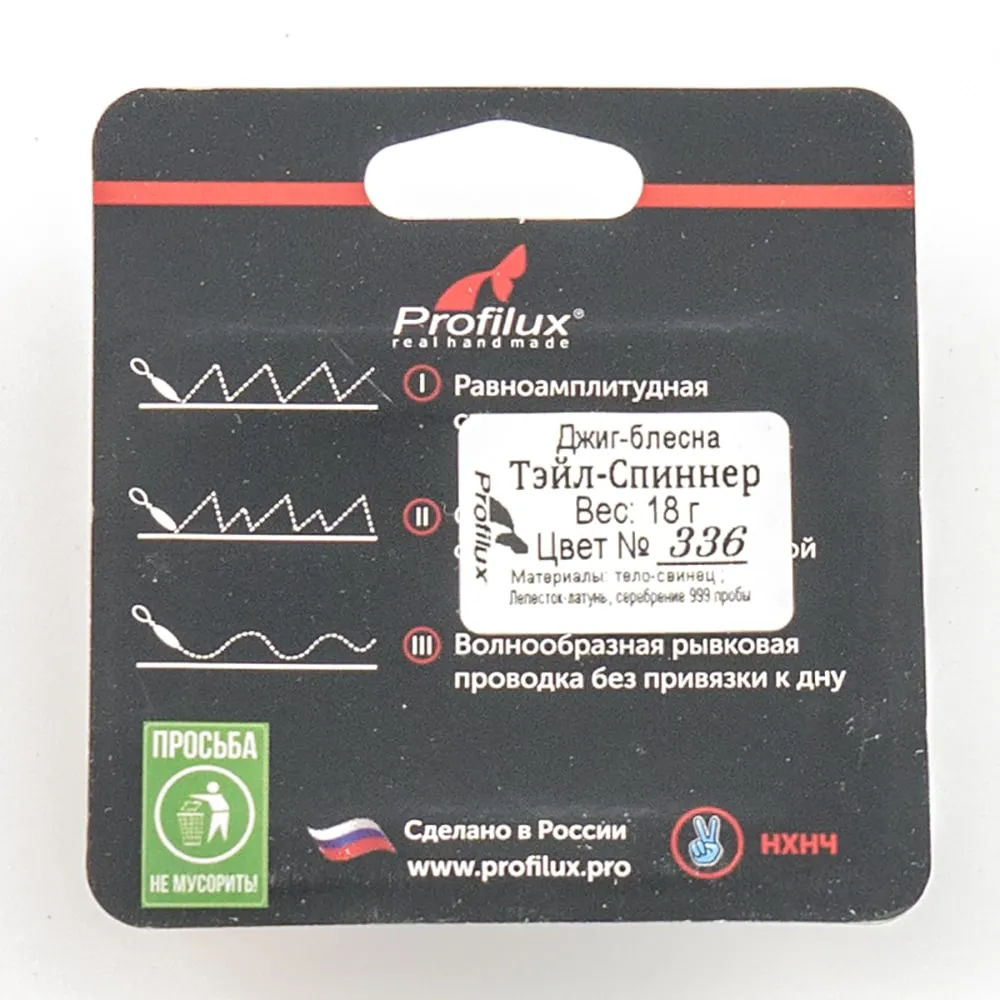 Profilux®
real hand made
I Равноамплитудная
Джиг-блесна
Тэйл-Спиннер
Вес: 18 г
Цвет № 336
Материалы: тело-свинец ;
Лепесток-латунь, серебрение 999 пробы
Profilux
II
III Волнообразная рывковая
проводка без привязки к дну
ПРОСЬБА
НЕ МУСОРИТЬ!
Сделано в России
www.profilux.pro
НХНЧ